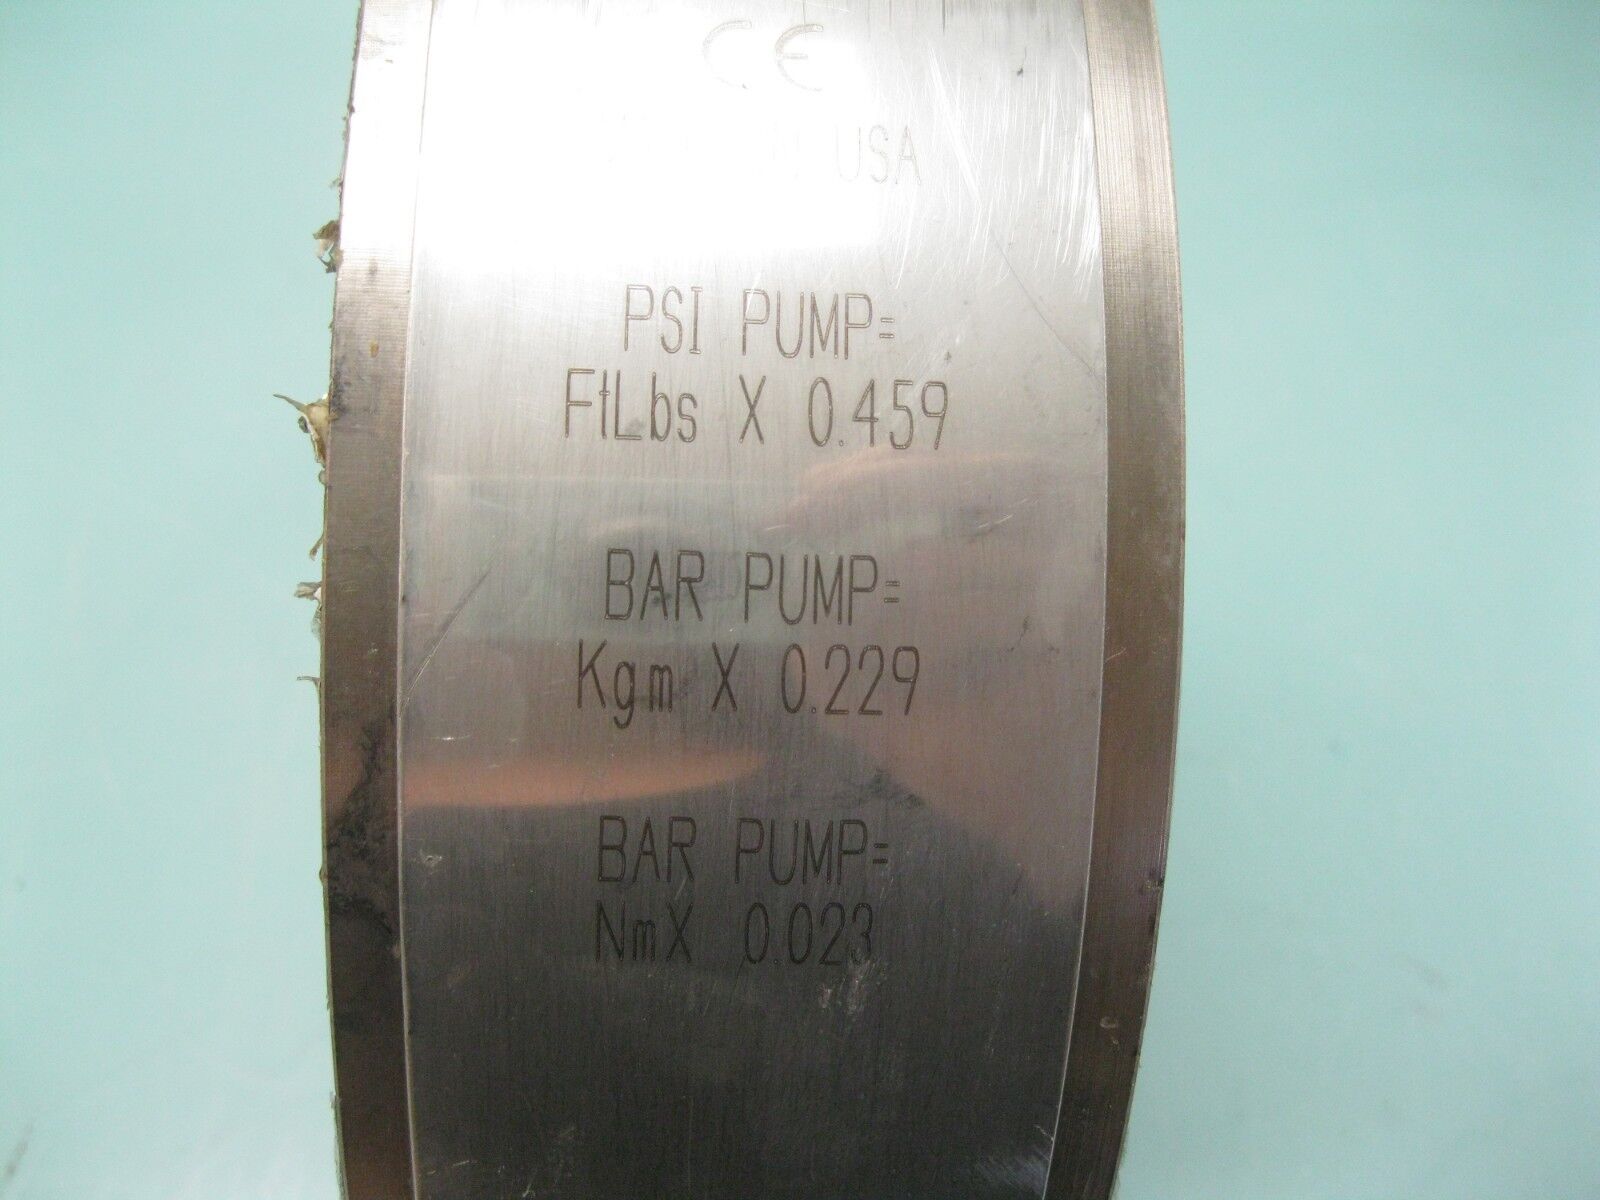 CE
USA
PSI PUMP=
FtLbs X 0.459
BAR PUMP=
Kgm X 0.229
BAR PUMP=
NmX 0.023